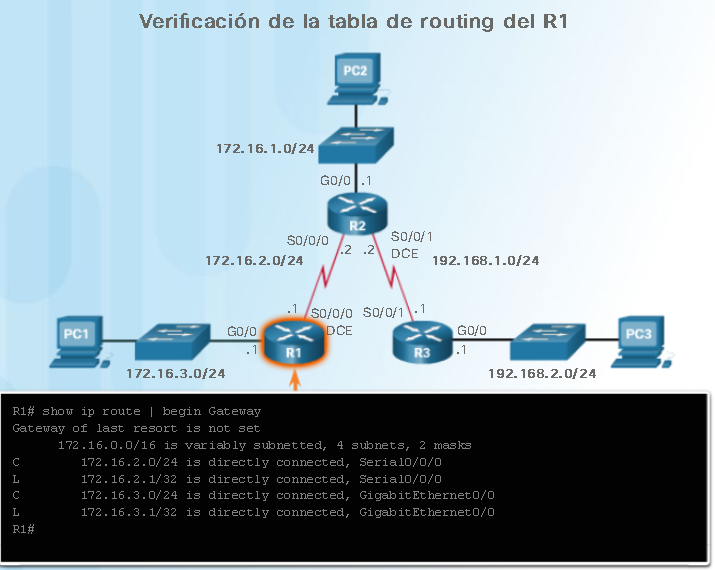 Verificación de la tabla de routing del R1
PC2
172.16.1.0/24
G0/0 .1
R2
S0/0/0 .2 .2 S0/0/1
DCE
172.16.2.0/24 192.168.1.0/24
.1 S0/0/0 S0/0/1 .1
DCE
PC1 G0/0 R1 R3 G0/0 PC3
.1 .1
172.16.3.0/24 192.168.2.0/24
R1# show ip route | begin Gateway
Gateway of last resort is not set
172.16.0.0/16 is variably subnetted, 4 subnets, 2 masks
C 172.16.2.0/24 is directly connected, Serial0/0/0
L 172.16.2.1/32 is directly connected, Serial0/0/0
C 172.16.3.0/24 is directly connected, GigabitEthernet0/0
L 172.16.3.1/32 is directly connected, GigabitEthernet0/0
R1#